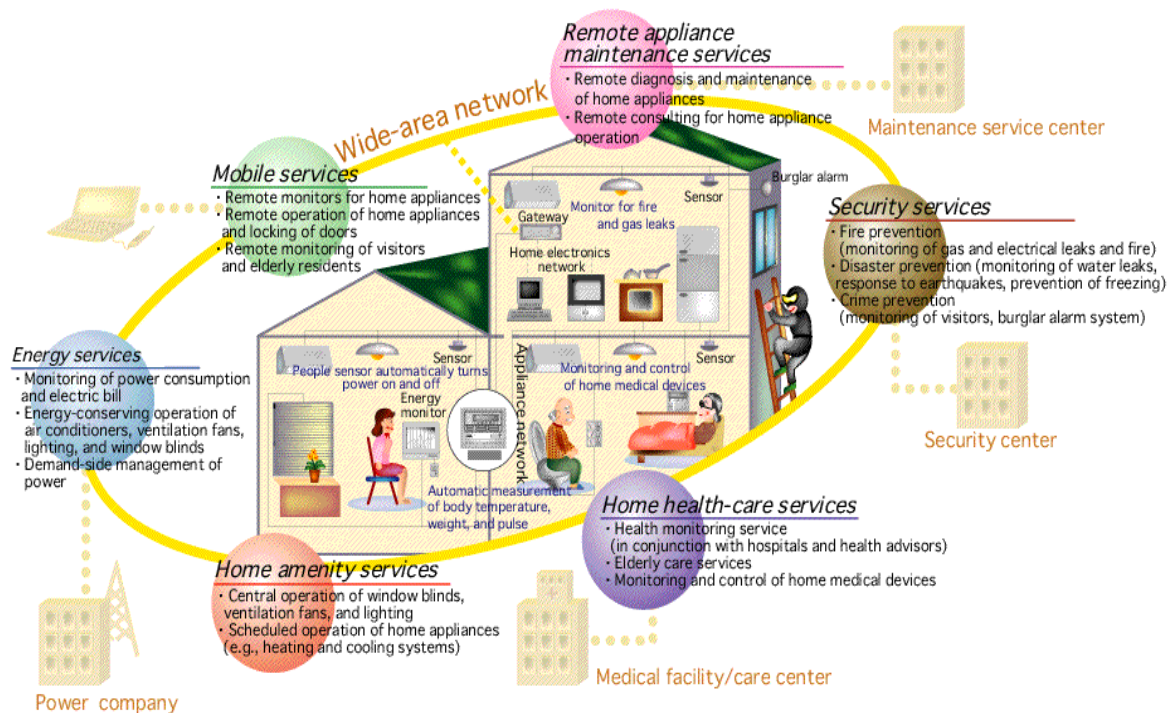 Remote appliance
maintenance services
· Remote diagnosis and maintenance
of home appliances
· Remote consulting for home appliance
operation
Maintenance service center
Wide-area network
Mobile services
· Remote monitors for home appliances
· Remote operation of home appliances
and locking of doors
· Remote monitoring of visitors
and elderly residents
Burglar alarm
Sensor
Monitor for fire
and gas leaks
Gateway
Home electronics
network
Security services
· Fire prevention
(monitoring of gas and electrical leaks and fire)
· Disaster prevention (monitoring of water leaks,
response to earthquakes, prevention of freezing)
· Crime prevention
(monitoring of visitors, burglar alarm system)
Security center
Energy services
· Monitoring of power consumption
and electric bill
· Energy-conserving operation of
air conditioners, ventilation fans,
lighting, and window blinds
· Demand-side management of
power
Sensor
People sensor automatically turns
power on and off
Energy
monitor
Appliance network
Sensor
Monitoring and control
of home medical devices
Automatic measurement
of body temperature,
weight, and pulse
Home health-care services
· Health monitoring service
(in conjunction with hospitals and health advisors)
· Elderly care services
· Monitoring and control of home medical devices
Home amenity services
· Central operation of window blinds,
ventilation fans, and lighting
· Scheduled operation of home appliances
(e.g., heating and cooling systems)
Medical facility/care center
Power company